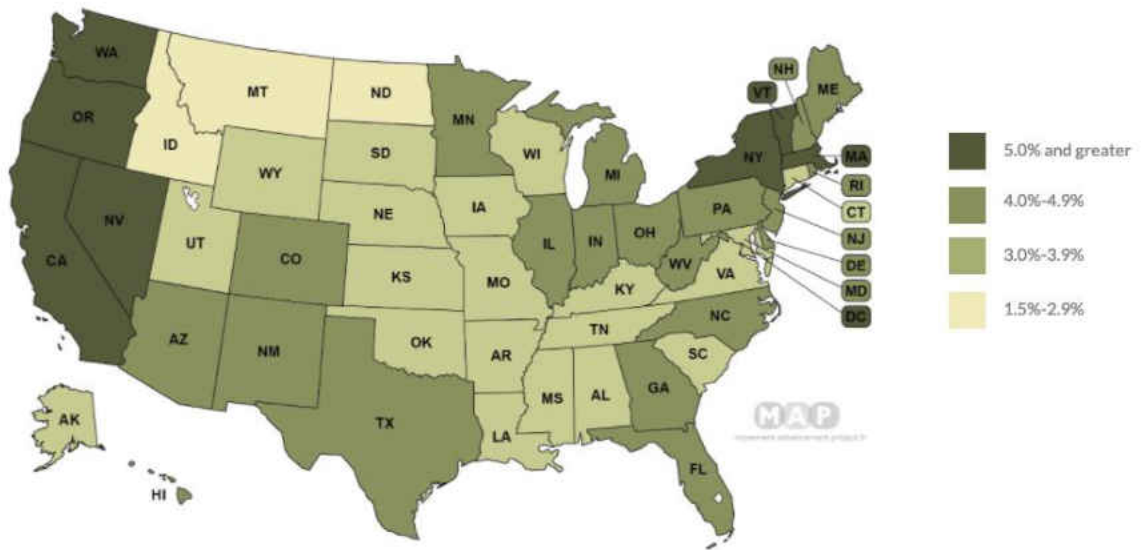 WA
OR
CA
NV
ID
MT
ND
WY
UT
AZ
CO
NM
SD
NE
KS
OK
TX
MN
IA
MO
AR
LA
WI
IL
MI
IN
OH
KY
TN
MS
AL
GA
FL
SC
NC
VA
WV
PA
NY
VT
NH
ME
MA
RI
CT
NJ
DE
MD
DC
AK
HI
5.0% and greater
4.0%-4.9%
3.0%-3.9%
1.5%-2.9%
MAP